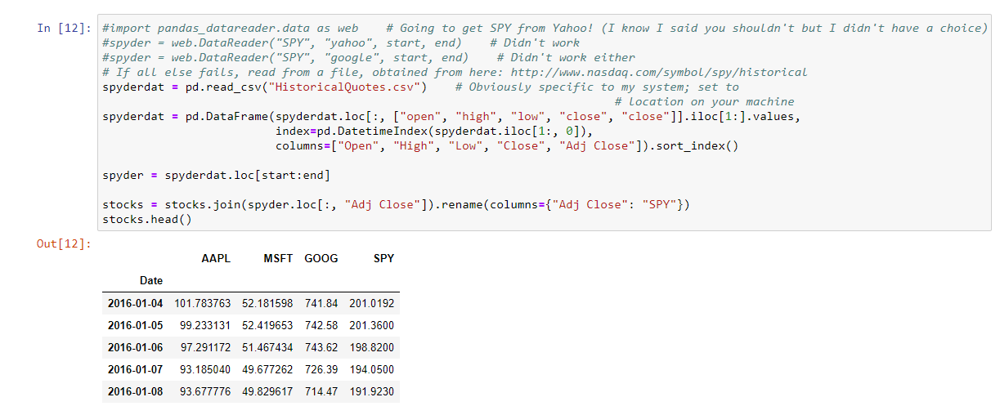 In [12]: #import pandas_datareader.data as web    # Going to get SPY from Yahoo! (I know I said you shouldn't but I didn't have a choice)
#spyder = web.DataReader("SPY", "yahoo", start, end)    # Didn't work
#spyder = web.DataReader("SPY", "google", start, end)    # Didn't work either
# If all else fails, read from a file, obtained from here: http://www.nasdaq.com/symbol/spy/historical
spyderdat = pd.read_csv("HistoricalQuotes.csv")    # Obviously specific to my system; set to
# location on your machine
spyderdat = pd.DataFrame(spyderdat.loc[:, ["open", "high", "low", "close", "close"]].iloc[1:].values,
index=pd.DatetimeIndex(spyderdat.iloc[1:, 0]),
columns=["Open", "High", "Low", "Close", "Adj Close"]).sort_index()
spyder = spyderdat.loc[start:end]
stocks = stocks.join(spyder.loc[:, "Adj Close"]).rename(columns={"Adj Close": "SPY"})
stocks.head()
Out[12]:
AAPL MSFT GOOG SPY
Date
2016-01-04 101.783763 52.181598 741.84 201.0192
2016-01-05 99.233131 52.419653 742.58 201.3600
2016-01-06 97.291172 51.467434 743.62 198.8200
2016-01-07 93.185040 49.677262 726.39 194.0500
2016-01-08 93.677776 49.829617 714.47 191.9230